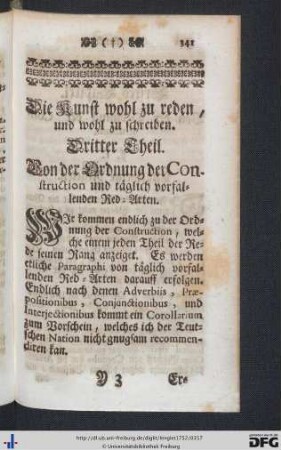 ( † ) 141
Die Kunst wohl zu reden,
und wohl zu schreiben.
Dritter Theil.
Von der Ordnung der Con-
struction und täglich vorfal-
lenden Red-Arten.
WIr kommen endlich zu der Ord-
nung der Construction, wel-
che einem jeden Theil der Re-
de seinen Rang anzeiget. Es werden
etliche Paragraphi von täglich vorfal-
lenden Red-Arten darauff erfolgen.
Endlich nach denen Adverbiis, Præ-
positionibus, Conjunctionibus, und
Interjectionibus kommt ein Corollarium
zum Vorschein, welches ich der Teut-
schen Nation nicht gnugsam recommen-
diren kan.
Y 3 Er-
http://dl.ub.uni-freiburg.de/diglit/kingler1712/0357
© Universitätsbibliothek Freiburg
gefördert durch die
DFG